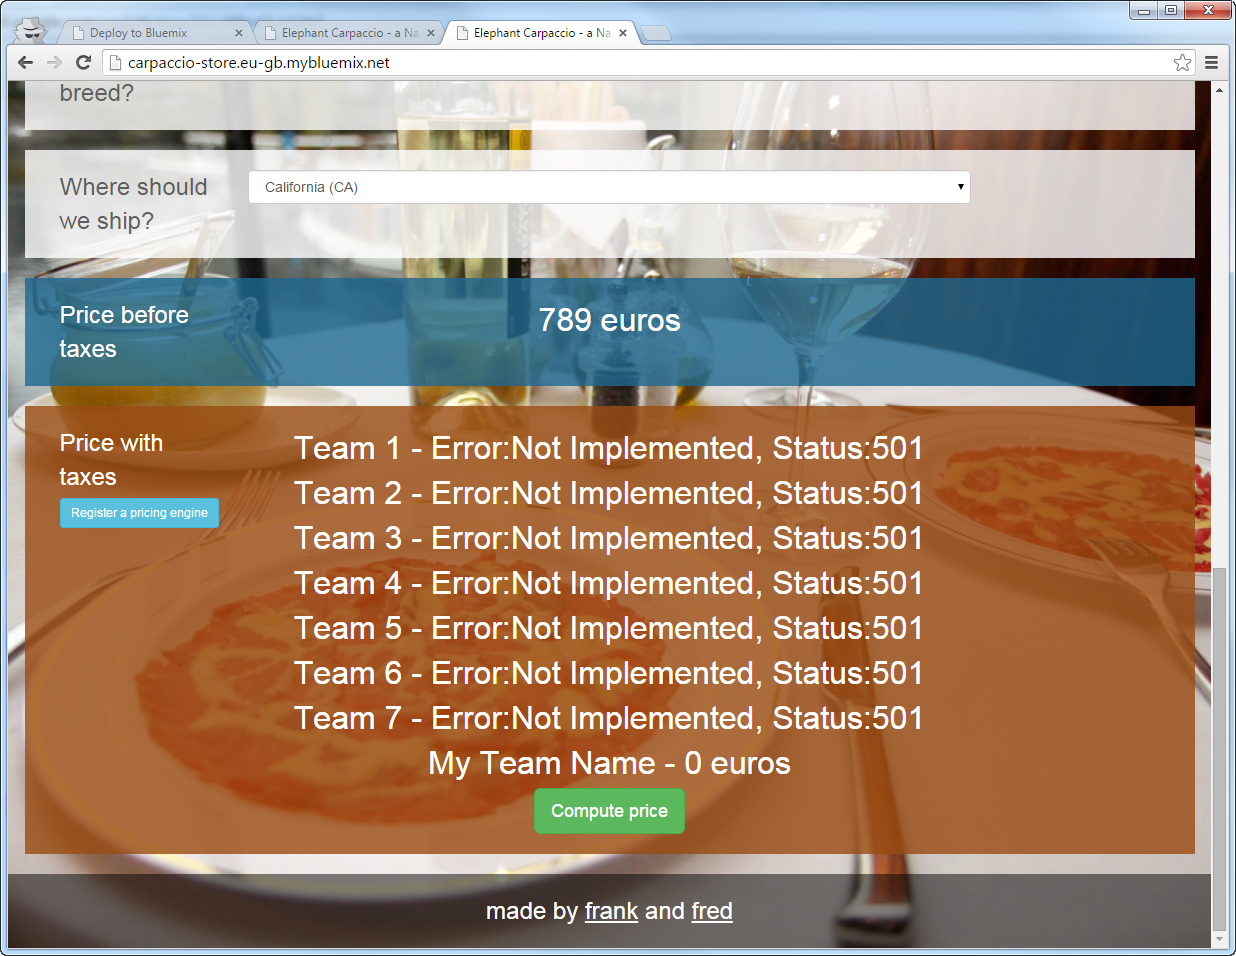 Deploy to Bluemix
Elephant Carpaccio - a Na
Elephant Carpaccio - a Na
carpaccio-store.eu-gb.mybluemix.net
breed?
Where should
we ship?
California (CA)
Price before
taxes
789 euros
Price with
taxes
Register a pricing engine
Team 1 - Error:Not Implemented, Status:501
Team 2 - Error:Not Implemented, Status:501
Team 3 - Error:Not Implemented, Status:501
Team 4 - Error:Not Implemented, Status:501
Team 5 - Error:Not Implemented, Status:501
Team 6 - Error:Not Implemented, Status:501
Team 7 - Error:Not Implemented, Status:501
My Team Name - 0 euros
Compute price
made by frank and fred